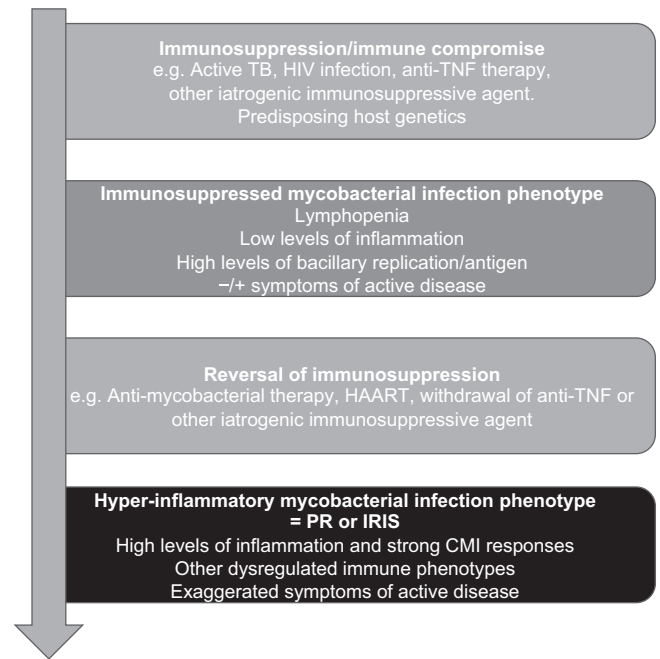 Immunosuppression/immune compromise
e.g. Active TB, HIV infection, anti-TNF therapy,
other iatrogenic immunosuppressive agent.
Predisposing host genetics
Immunosuppressed mycobacterial infection phenotype
Lymphopenia
Low levels of inflammation
High levels of bacillary replication/antigen
−/+ symptoms of active disease
Reversal of immunosuppression
e.g. Anti-mycobacterial therapy, HAART, withdrawal of anti-TNF or
other iatrogenic immunosuppressive agent
Hyper-inflammatory mycobacterial infection phenotype
= PR or IRIS
High levels of inflammation and strong CMI responses
Other dysregulated immune phenotypes
Exaggerated symptoms of active disease